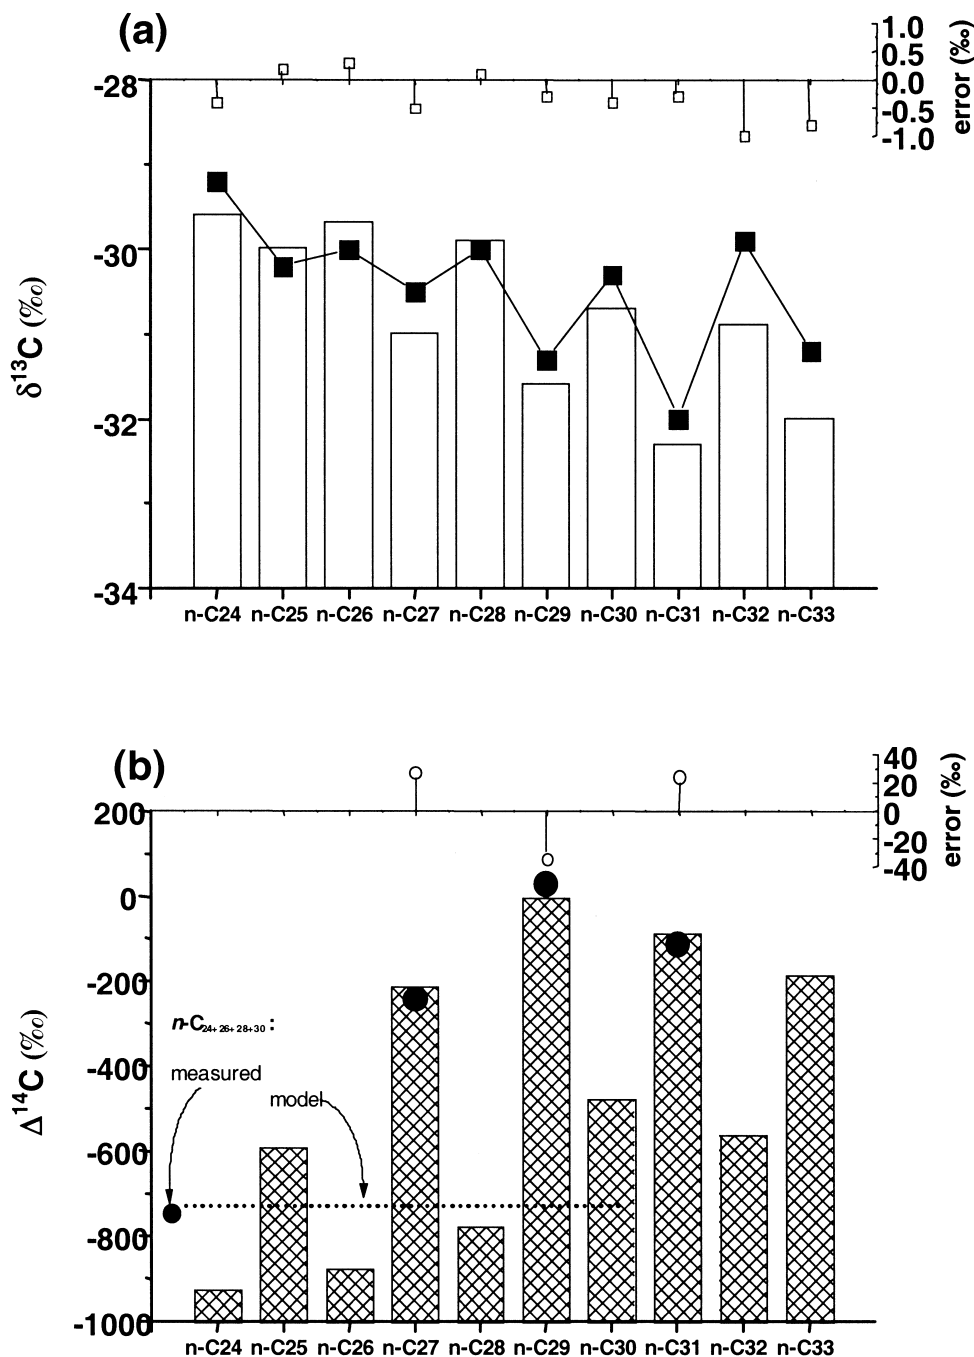 (a)
1.0
0.5
0.0
-0.5
-1.0
error (‰)
-28
-30
-32
-34
δ¹³C (‰)
n-C24 n-C25 n-C26 n-C27 n-C28 n-C29 n-C30 n-C31 n-C32 n-C33
(b)
40
20
0
-20
-40
error (‰)
200
0
-200
-400
-600
-800
-1000
Δ¹⁴C (‰)
n-C₂₄₊₂₆₊₂₈₊₃₀ :
measured
model
n-C24 n-C25 n-C26 n-C27 n-C28 n-C29 n-C30 n-C31 n-C32 n-C33